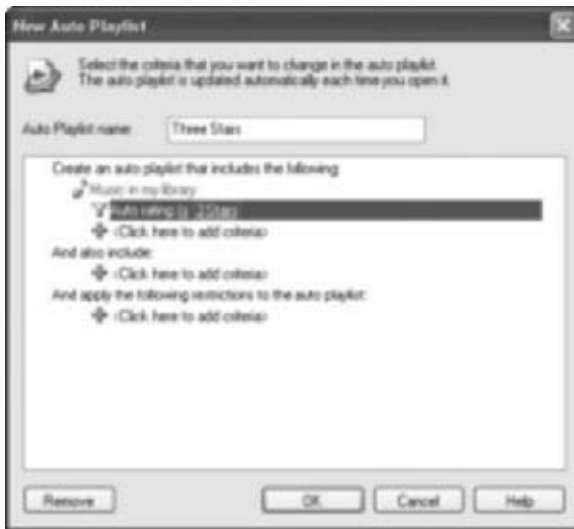 New Auto Playlist
Select the criteria that you want to change in the auto playlist.
The auto playlist is updated automatically each time you open it.
Auto Playlist name:
Three Stars
Create an auto playlist that includes the following:
Music in my library
Auto rating Is
<Click here to add criteria>
And also include:
<Click here to add criteria>
And apply the following restrictions to the auto playlist:
<Click here to add criteria>
Remove
OK
Cancel
Help